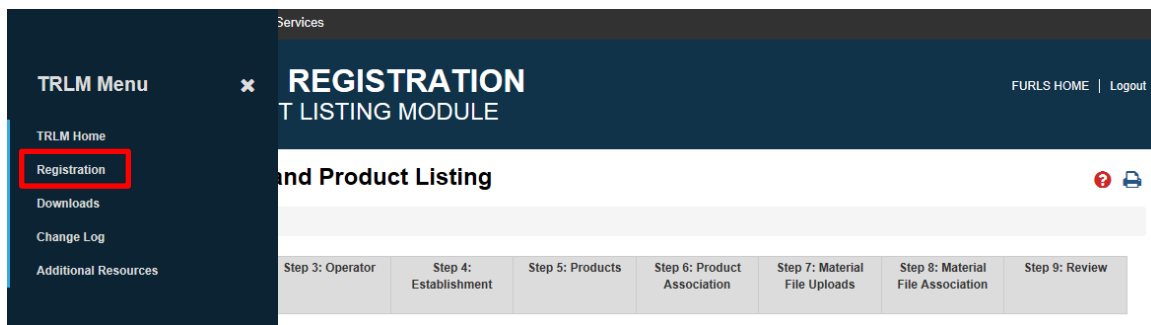 Services
TRLM Menu
REGISTRATION
T LISTING MODULE
FURLS HOME | Logout
TRLM Home
Registration
and Product Listing
Downloads
Change Log
Additional Resources
Step 3: Operator
Step 4:
Establishment
Step 5: Products
Step 6: Product
Association
Step 7: Material
File Uploads
Step 8: Material
File Association
Step 9: Review